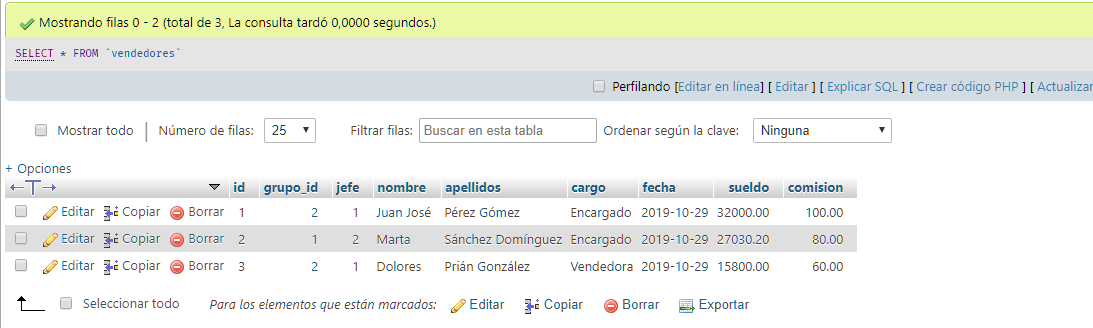 Mostrando filas 0 - 2 (total de 3, La consulta tardó 0,0000 segundos.)
SELECT * FROM `vendedores`
Perfilando [Editar en línea] [ Editar ] [ Explicar SQL ] [ Crear código PHP ] [ Actualizar
Mostrar todo | Número de filas: 25 Filtrar filas: Buscar en esta tabla Ordenar según la clave: Ninguna
+ Opciones
id grupo_id jefe nombre apellidos cargo fecha sueldo comision
Editar Copiar Borrar 1 2 1 Juan José Pérez Gómez Encargado 2019-10-29 32000.00 100.00
Editar Copiar Borrar 2 1 2 Marta Sánchez Domínguez Encargado 2019-10-29 27030.20 80.00
Editar Copiar Borrar 3 2 1 Dolores Prián González Vendedora 2019-10-29 15800.00 60.00
Seleccionar todo Para los elementos que están marcados: Editar Copiar Borrar Exportar